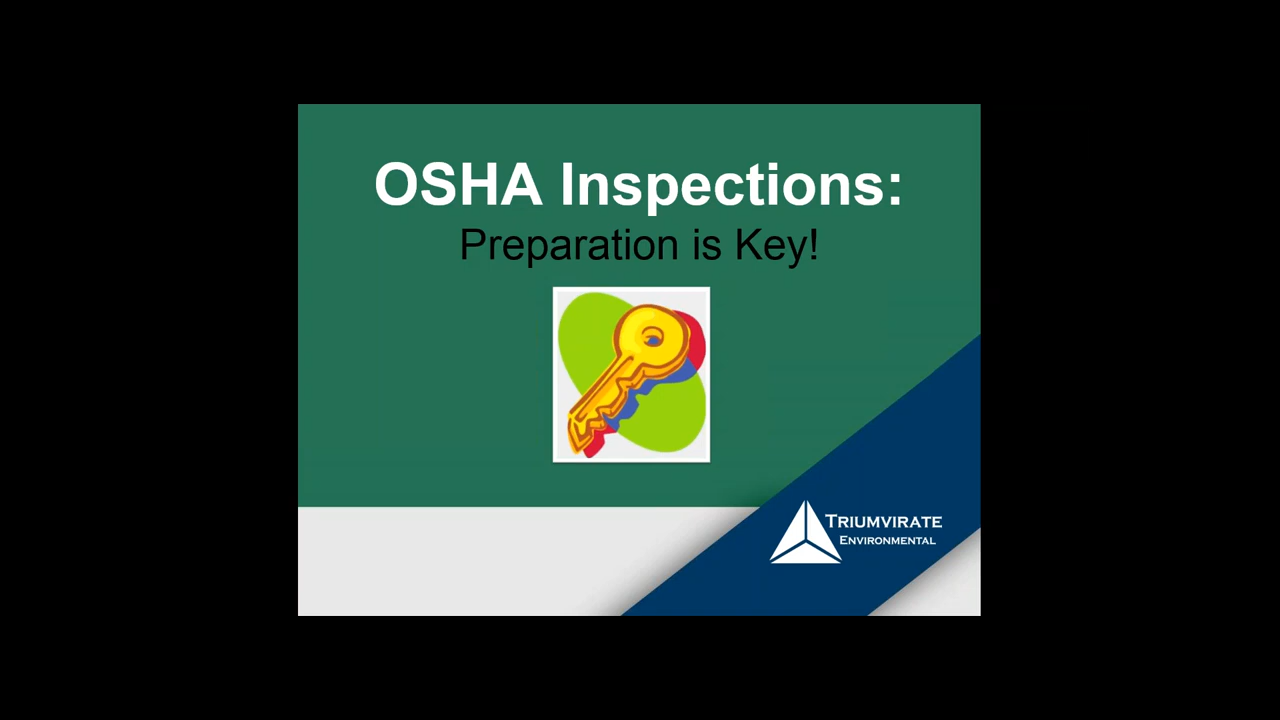 OSHA Inspections:
Preparation is Key!
TRIUMVIRATE
ENVIRONMENTAL